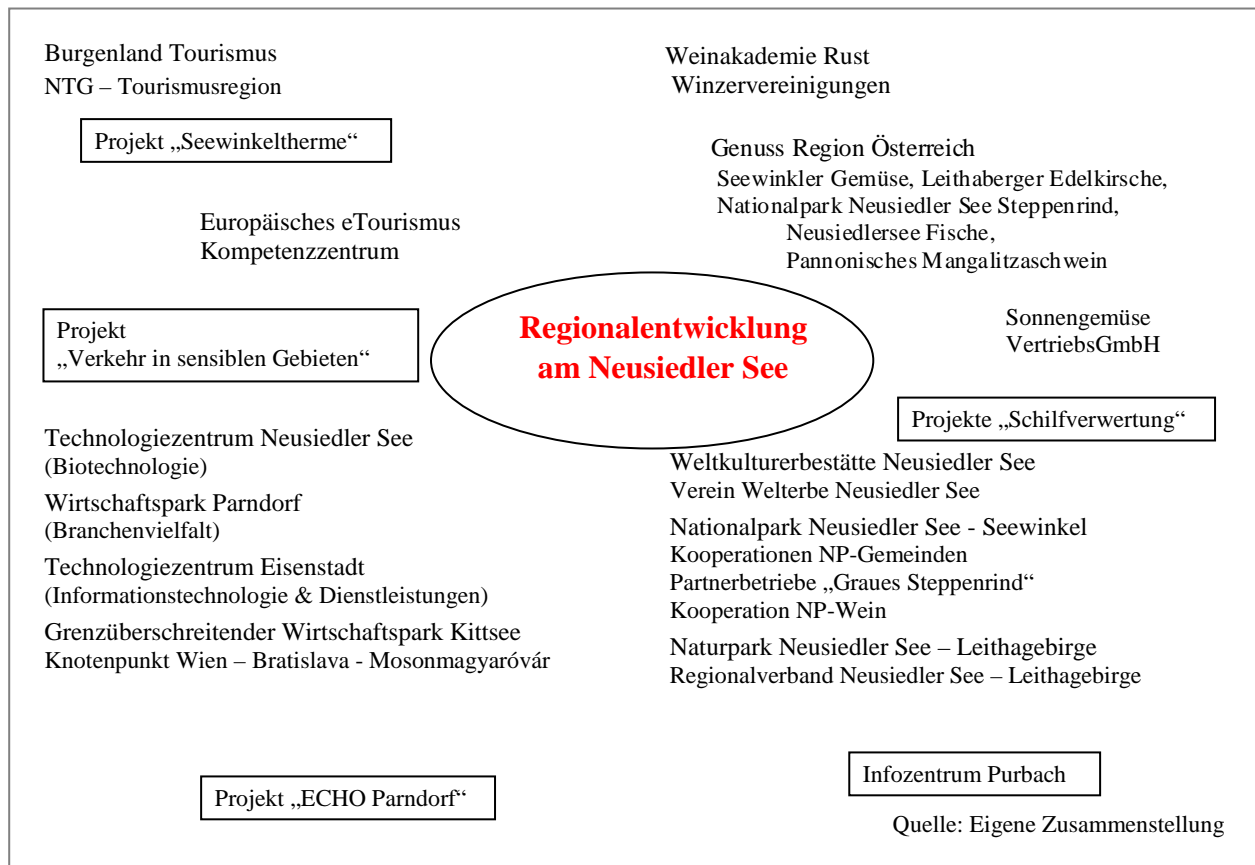 Burgenland Tourismus
NTG – Tourismusregion
Projekt „Seewinkeltherme“
Europäisches eTourismus
Kompetenzzentrum
Weinakademie Rust
Winzervereinigungen
Genuss Region Österreich
Seewinkler Gemüse, Leithaberger Edelkirsche,
Nationalpark Neusiedler See Steppenrind,
Neusiedlersee Fische,
Pannonisches Mangalitzaschwein
Projekt
„Verkehr in sensiblen Gebieten“
Regionalentwicklung
am Neusiedler See
Sonnengemüse
VertriebsGmbH
Projekte „Schilfverwertung“
Technologiezentrum Neusiedler See
(Biotechnologie)
Wirtschaftspark Parndorf
(Branchenvielfalt)
Technologiezentrum Eisenstadt
(Informationstechnologie & Dienstleistungen)
Grenzüberschreitender Wirtschaftspark Kittsee
Knotenpunkt Wien – Bratislava - Mosonmagyaróvár
Weltkulturerbestätte Neusiedler See
Verein Welterbe Neusiedler See
Nationalpark Neusiedler See - Seewinkel
Kooperationen NP-Gemeinden
Partnerbetriebe „Graues Steppenrind“
Kooperation NP-Wein
Naturpark Neusiedler See – Leithagebirge
Regionalverband Neusiedler See – Leithagebirge
Projekt „ECHO Parndorf“
Infozentrum Purbach
Quelle: Eigene Zusammenstellung